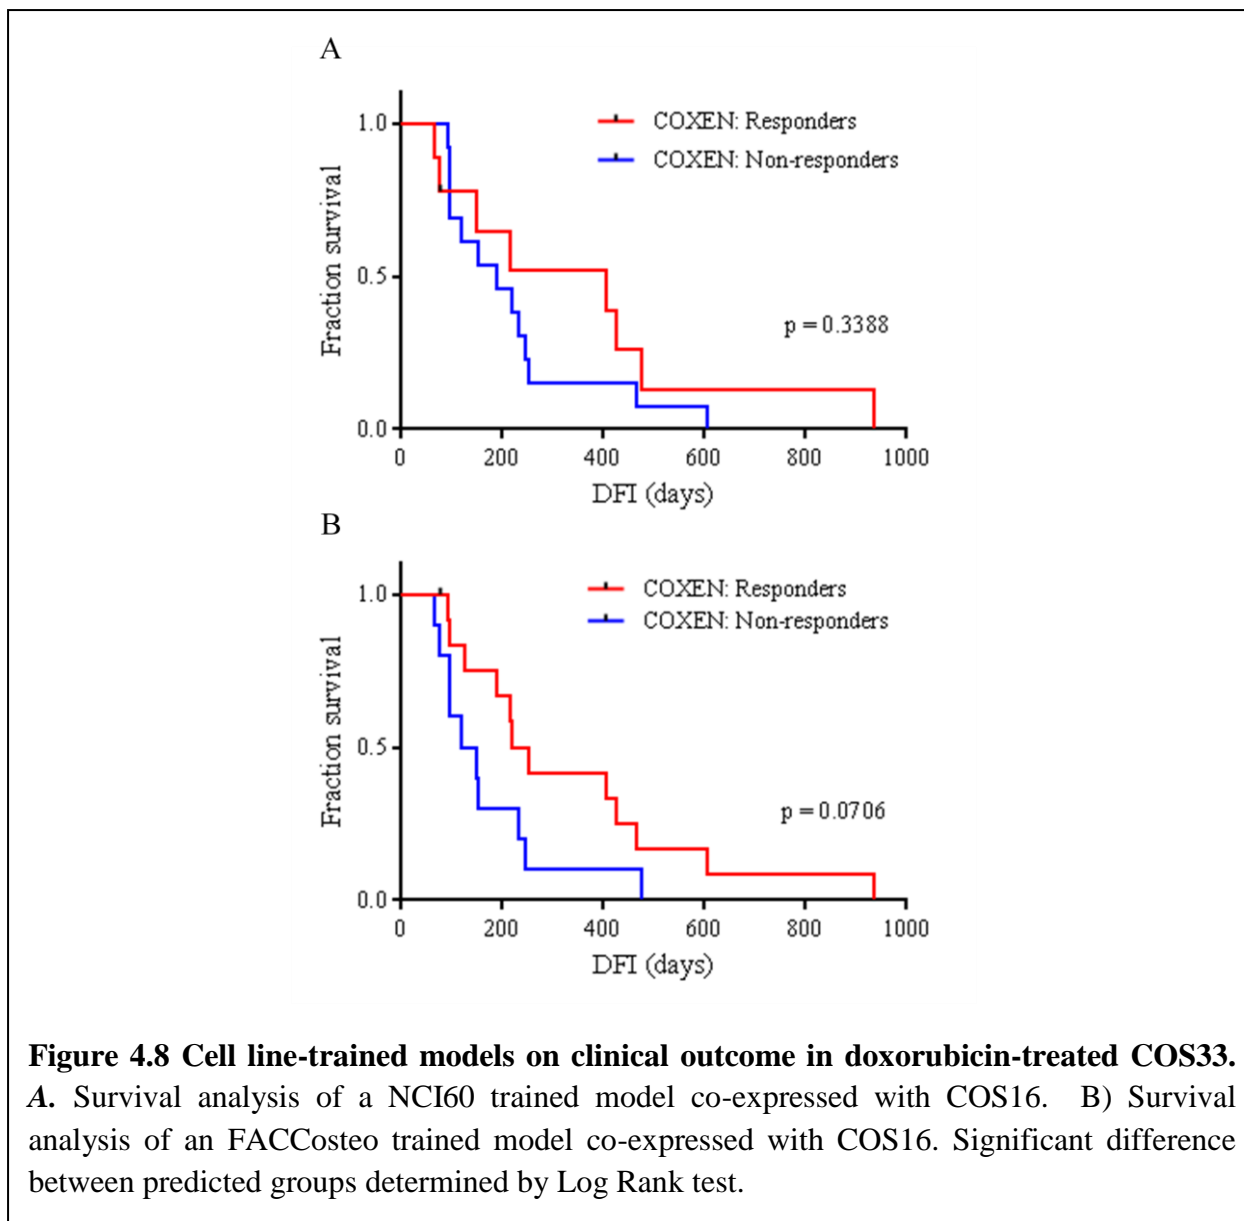 A
1.0
0.5
0.0
Fraction survival
COXEN: Responders
COXEN: Non-responders
p = 0.3388
0 200 400 600 800 1000
DFI (days)
B
1.0
0.5
0.0
Fraction survival
COXEN: Responders
COXEN: Non-responders
p = 0.0706
0 200 400 600 800 1000
DFI (days)
Figure 4.8 Cell line-trained models on clinical outcome in doxorubicin-treated COS33.
A. Survival analysis of a NCI60 trained model co-expressed with COS16. B) Survival
analysis of an FACCosteo trained model co-expressed with COS16. Significant difference
between predicted groups determined by Log Rank test.